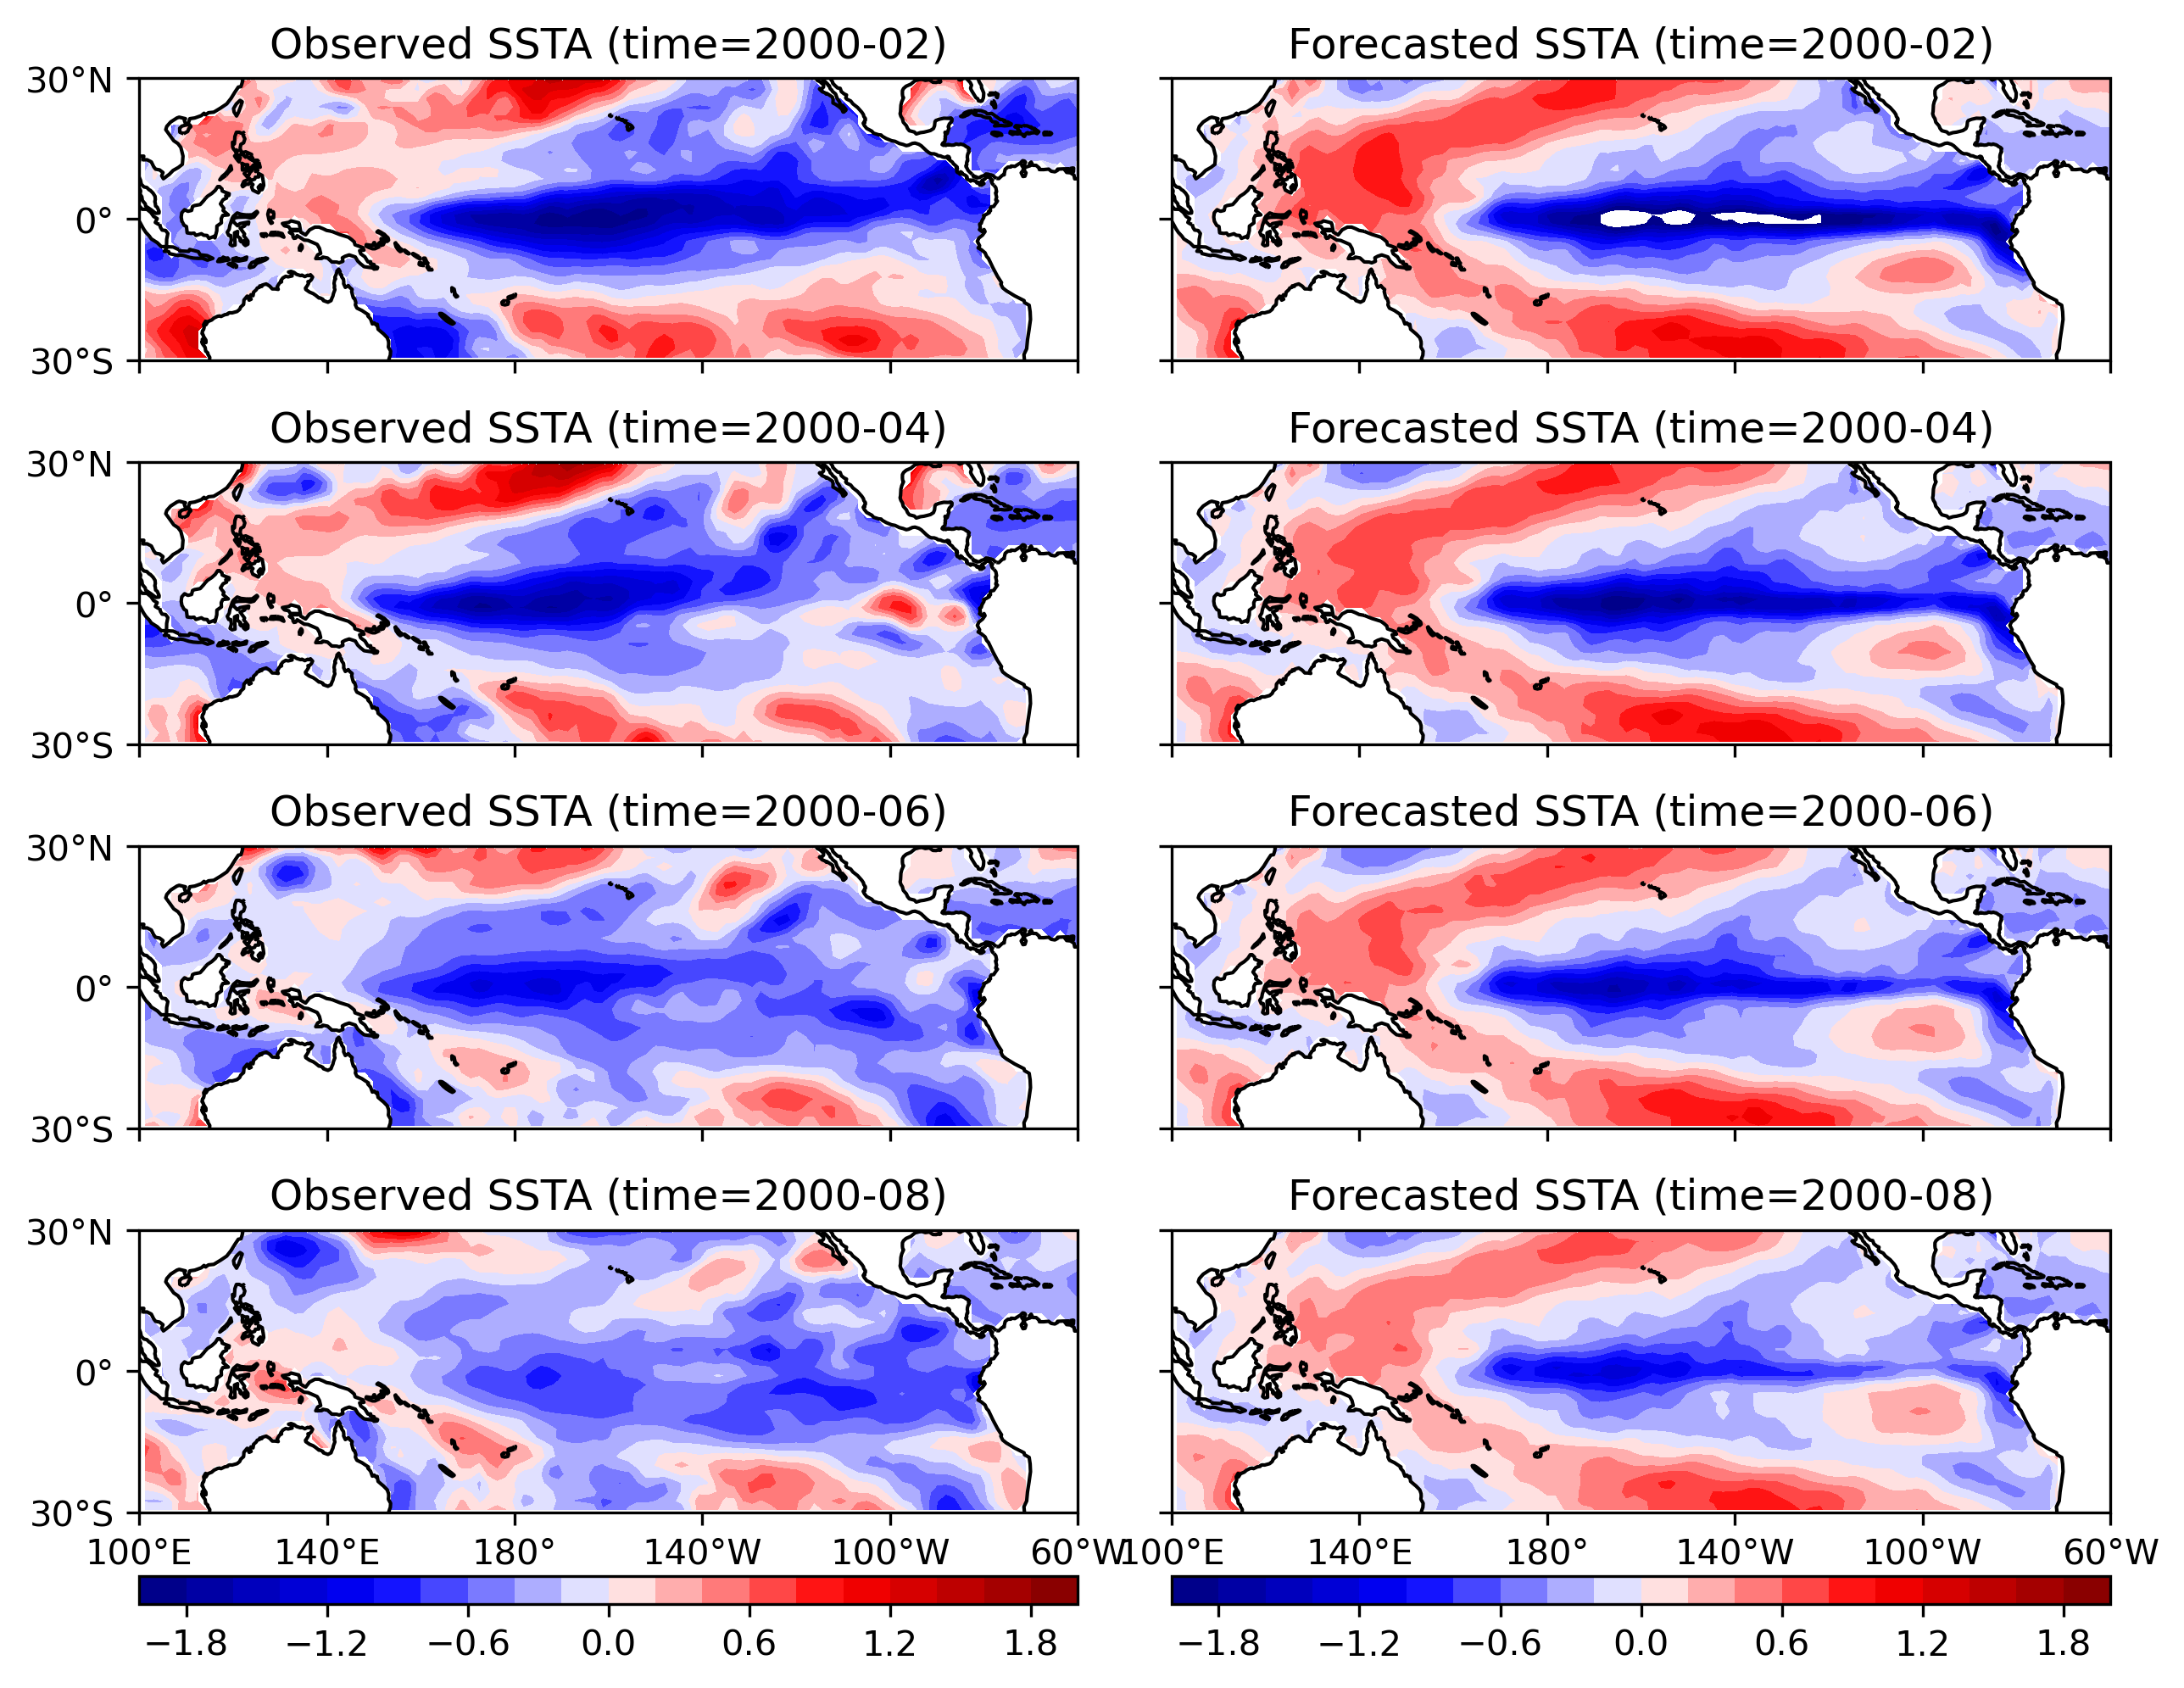 Observed SSTA (time=2000-02)
Forecasted SSTA (time=2000-02)
30°N
0°
30°S
Observed SSTA (time=2000-04)
Forecasted SSTA (time=2000-04)
30°N
0°
30°S
Observed SSTA (time=2000-06)
Forecasted SSTA (time=2000-06)
30°N
0°
30°S
Observed SSTA (time=2000-08)
Forecasted SSTA (time=2000-08)
30°N
0°
30°S
100°E 140°E 180° 140°W 100°W 60°W
100°E 140°E 180° 140°W 100°W 60°W
−1.8 −1.2 −0.6 0.0 0.6 1.2 1.8
−1.8 −1.2 −0.6 0.0 0.6 1.2 1.8